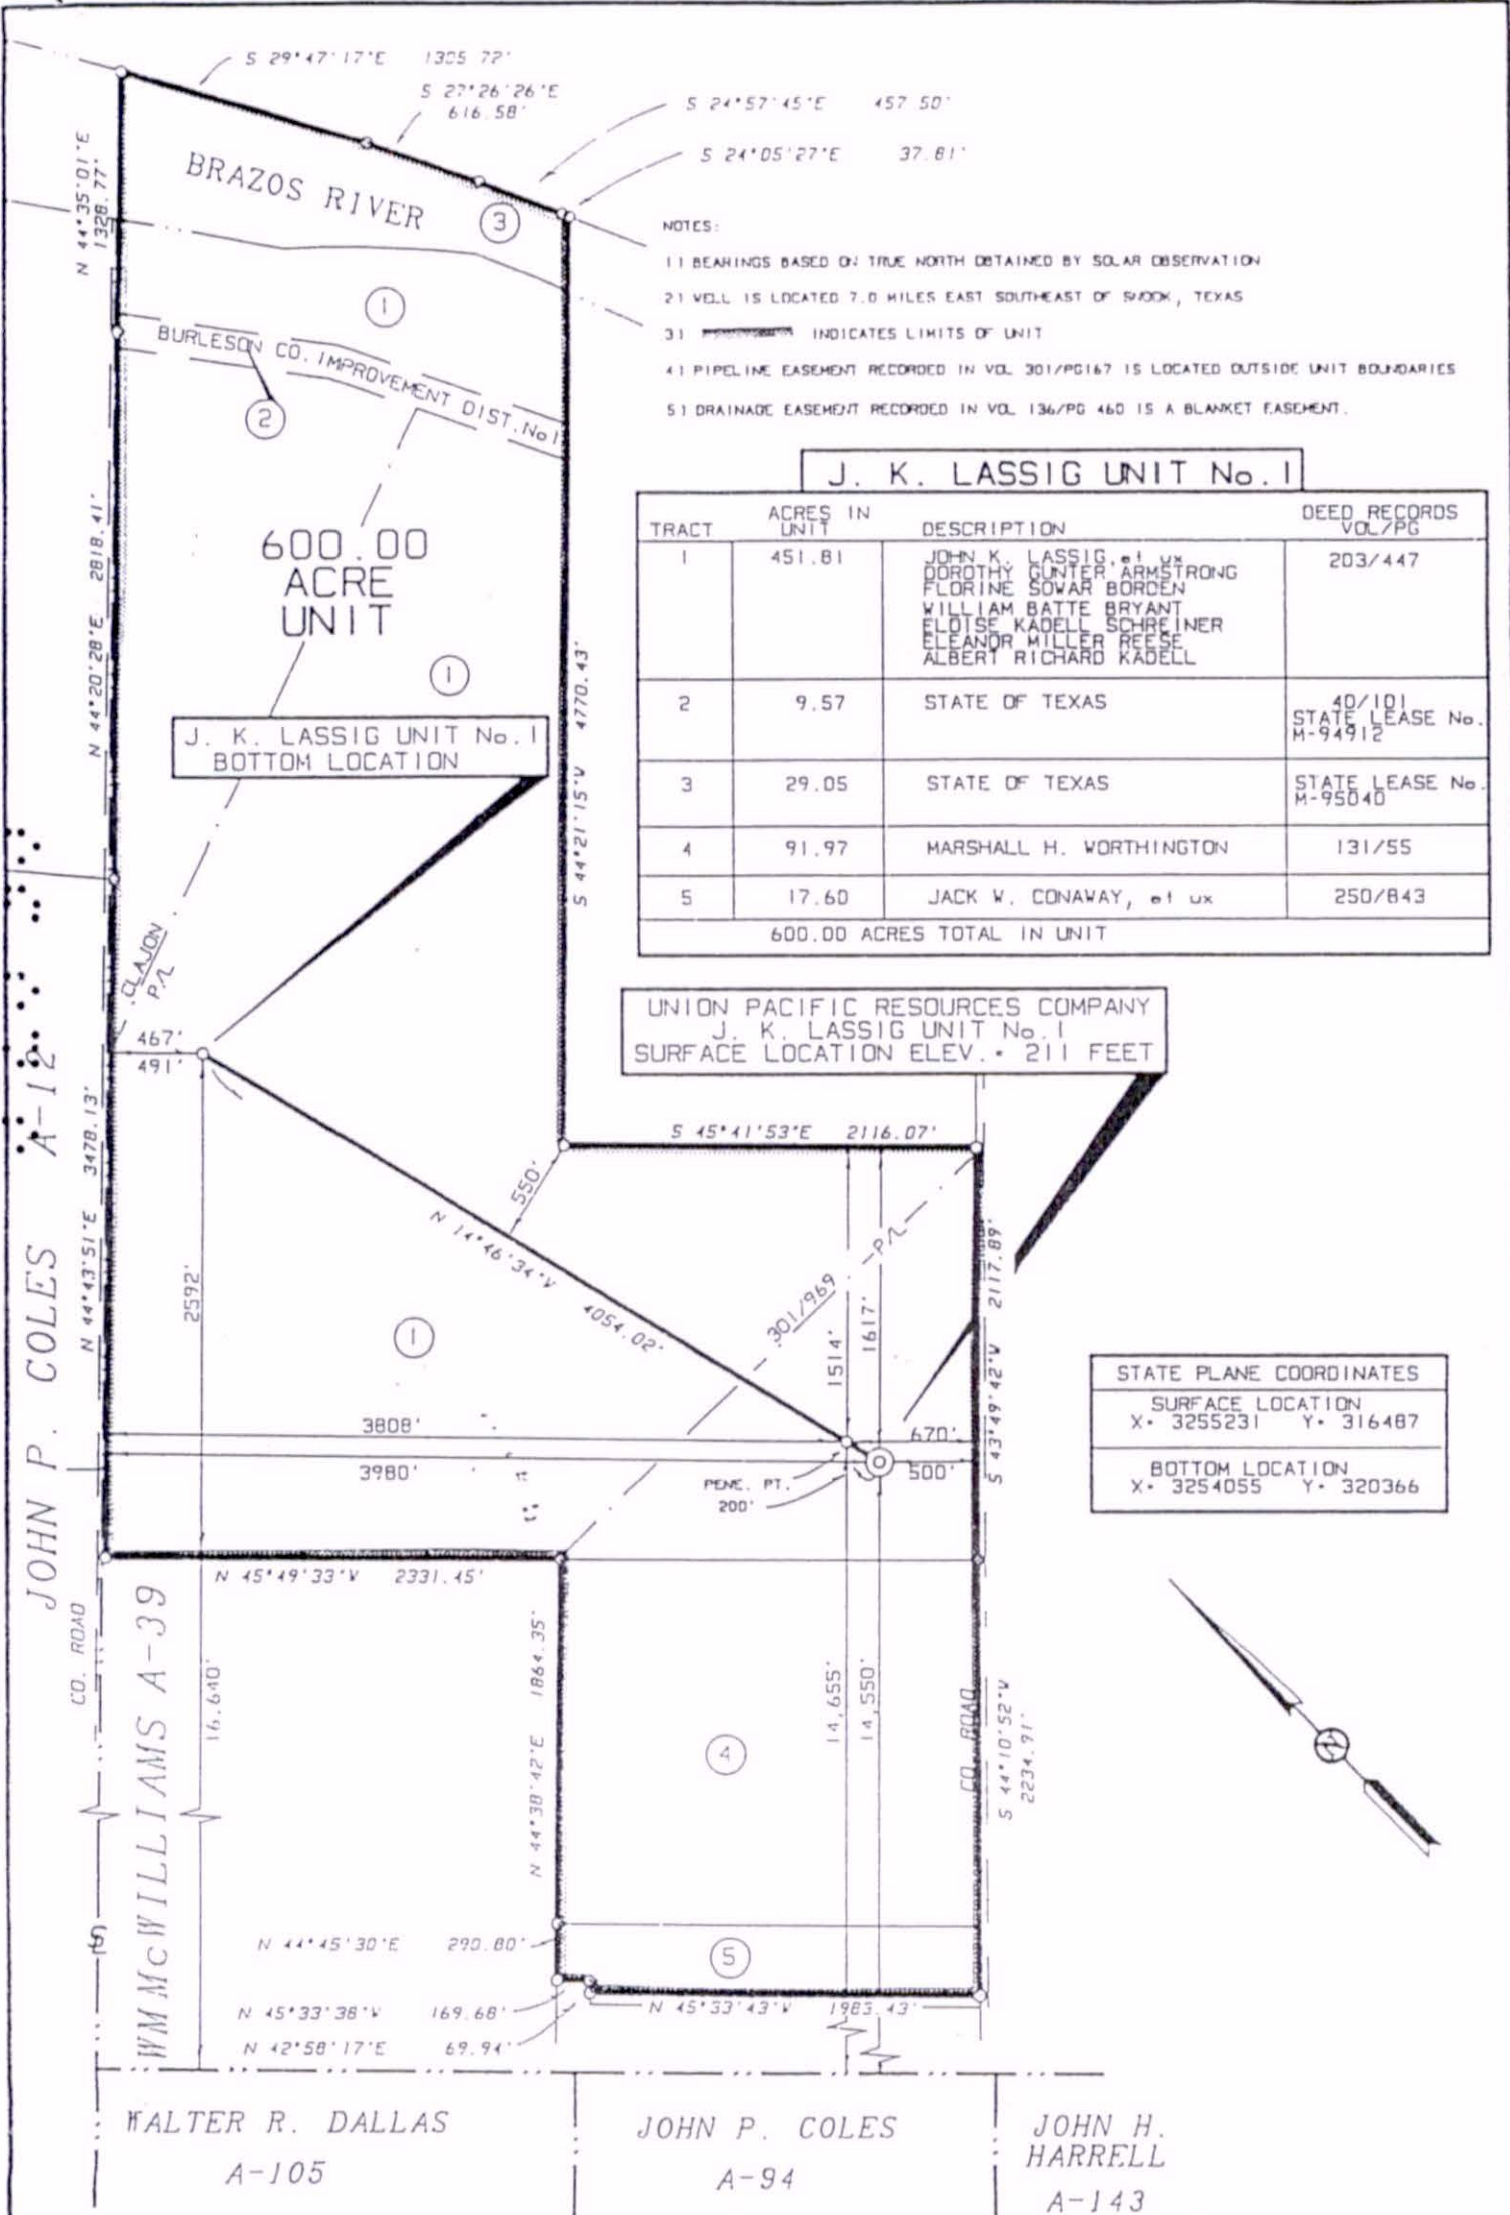 S 29°47'17"E 1305.72'
S 27°26'26"E
616.58'
S 24°57'45"E 457.50'
S 24°05'27"E 37.81'
N 44°35'01"E
1328.77'
BRAZOS RIVER
3
1
BURLESON CO. IMPROVEMENT DIST. No 1
2
NOTES:
1) BEARINGS BASED ON TRUE NORTH OBTAINED BY SOLAR OBSERVATION
2) WELL IS LOCATED 7.0 MILES EAST SOUTHEAST OF SNOOK, TEXAS
3) INDICATES LIMITS OF UNIT
4) PIPELINE EASEMENT RECORDED IN VOL 301/PG167 IS LOCATED OUTSIDE UNIT BOUNDARIES
5) DRAINAGE EASEMENT RECORDED IN VOL 136/PG 460 IS A BLANKET EASEMENT.
J. K. LASSIG UNIT No. 1
TRACT ACRES IN UNIT DESCRIPTION DEED RECORDS VOL/PG
1 451.81 JOHN K. LASSIG, et ux 203/447
DOROTHY GUNTER ARMSTRONG
FLORINE SOWAR BORDEN
WILLIAM BATTE BRYANT
ELOISE KADELL SCHREINER
ELEANOR MILLER REESE
ALBERT RICHARD KADELL
2 9.57 STATE OF TEXAS 40/101
STATE LEASE No.
M-94912
3 29.05 STATE OF TEXAS STATE LEASE No.
M-95040
4 91.97 MARSHALL H. WORTHINGTON 131/55
5 17.60 JACK W. CONAWAY, et ux 250/843
600.00 ACRES TOTAL IN UNIT
600.00
ACRE
UNIT
1
N 44°20'28"E 2818.41'
S 44°21'15"W 4770.43'
J. K. LASSIG UNIT No. 1
BOTTOM LOCATION
CLAJON
P/L
467'
491'
UNION PACIFIC RESOURCES COMPANY
J. K. LASSIG UNIT No. 1
SURFACE LOCATION ELEV. = 211 FEET
JOHN P. COLES A-12
N 44°43'51"E 3478.13'
S 45°41'53"E 2116.07'
550'
N 14°46'34"W 4054.02'
2592'
1
301/969 P/L
1514'
1617'
S 43°49'42"W 2117.89'
3808'
670'
3980'
500'
PENE. PT.
200'
STATE PLANE COORDINATES
SURFACE LOCATION
X= 3255231 Y= 316487
BOTTOM LOCATION
X= 3254055 Y= 320366
N 45°49'33"W 2331.45'
CO. ROAD
WM McWILLIAMS A-39
16,640'
N 44°38'42"E 1864.35'
14,655'
14,550'
4
CO. ROAD
S 44°10'52"W
2234.91'
N 44°45'30"E 290.80'
5
N 45°33'38"W 169.68'
N 45°33'43"W 1985.43'
N 42°58'17"E 69.94'
WALTER R. DALLAS
A-105
JOHN P. COLES
A-94
JOHN H.
HARRELL
A-143